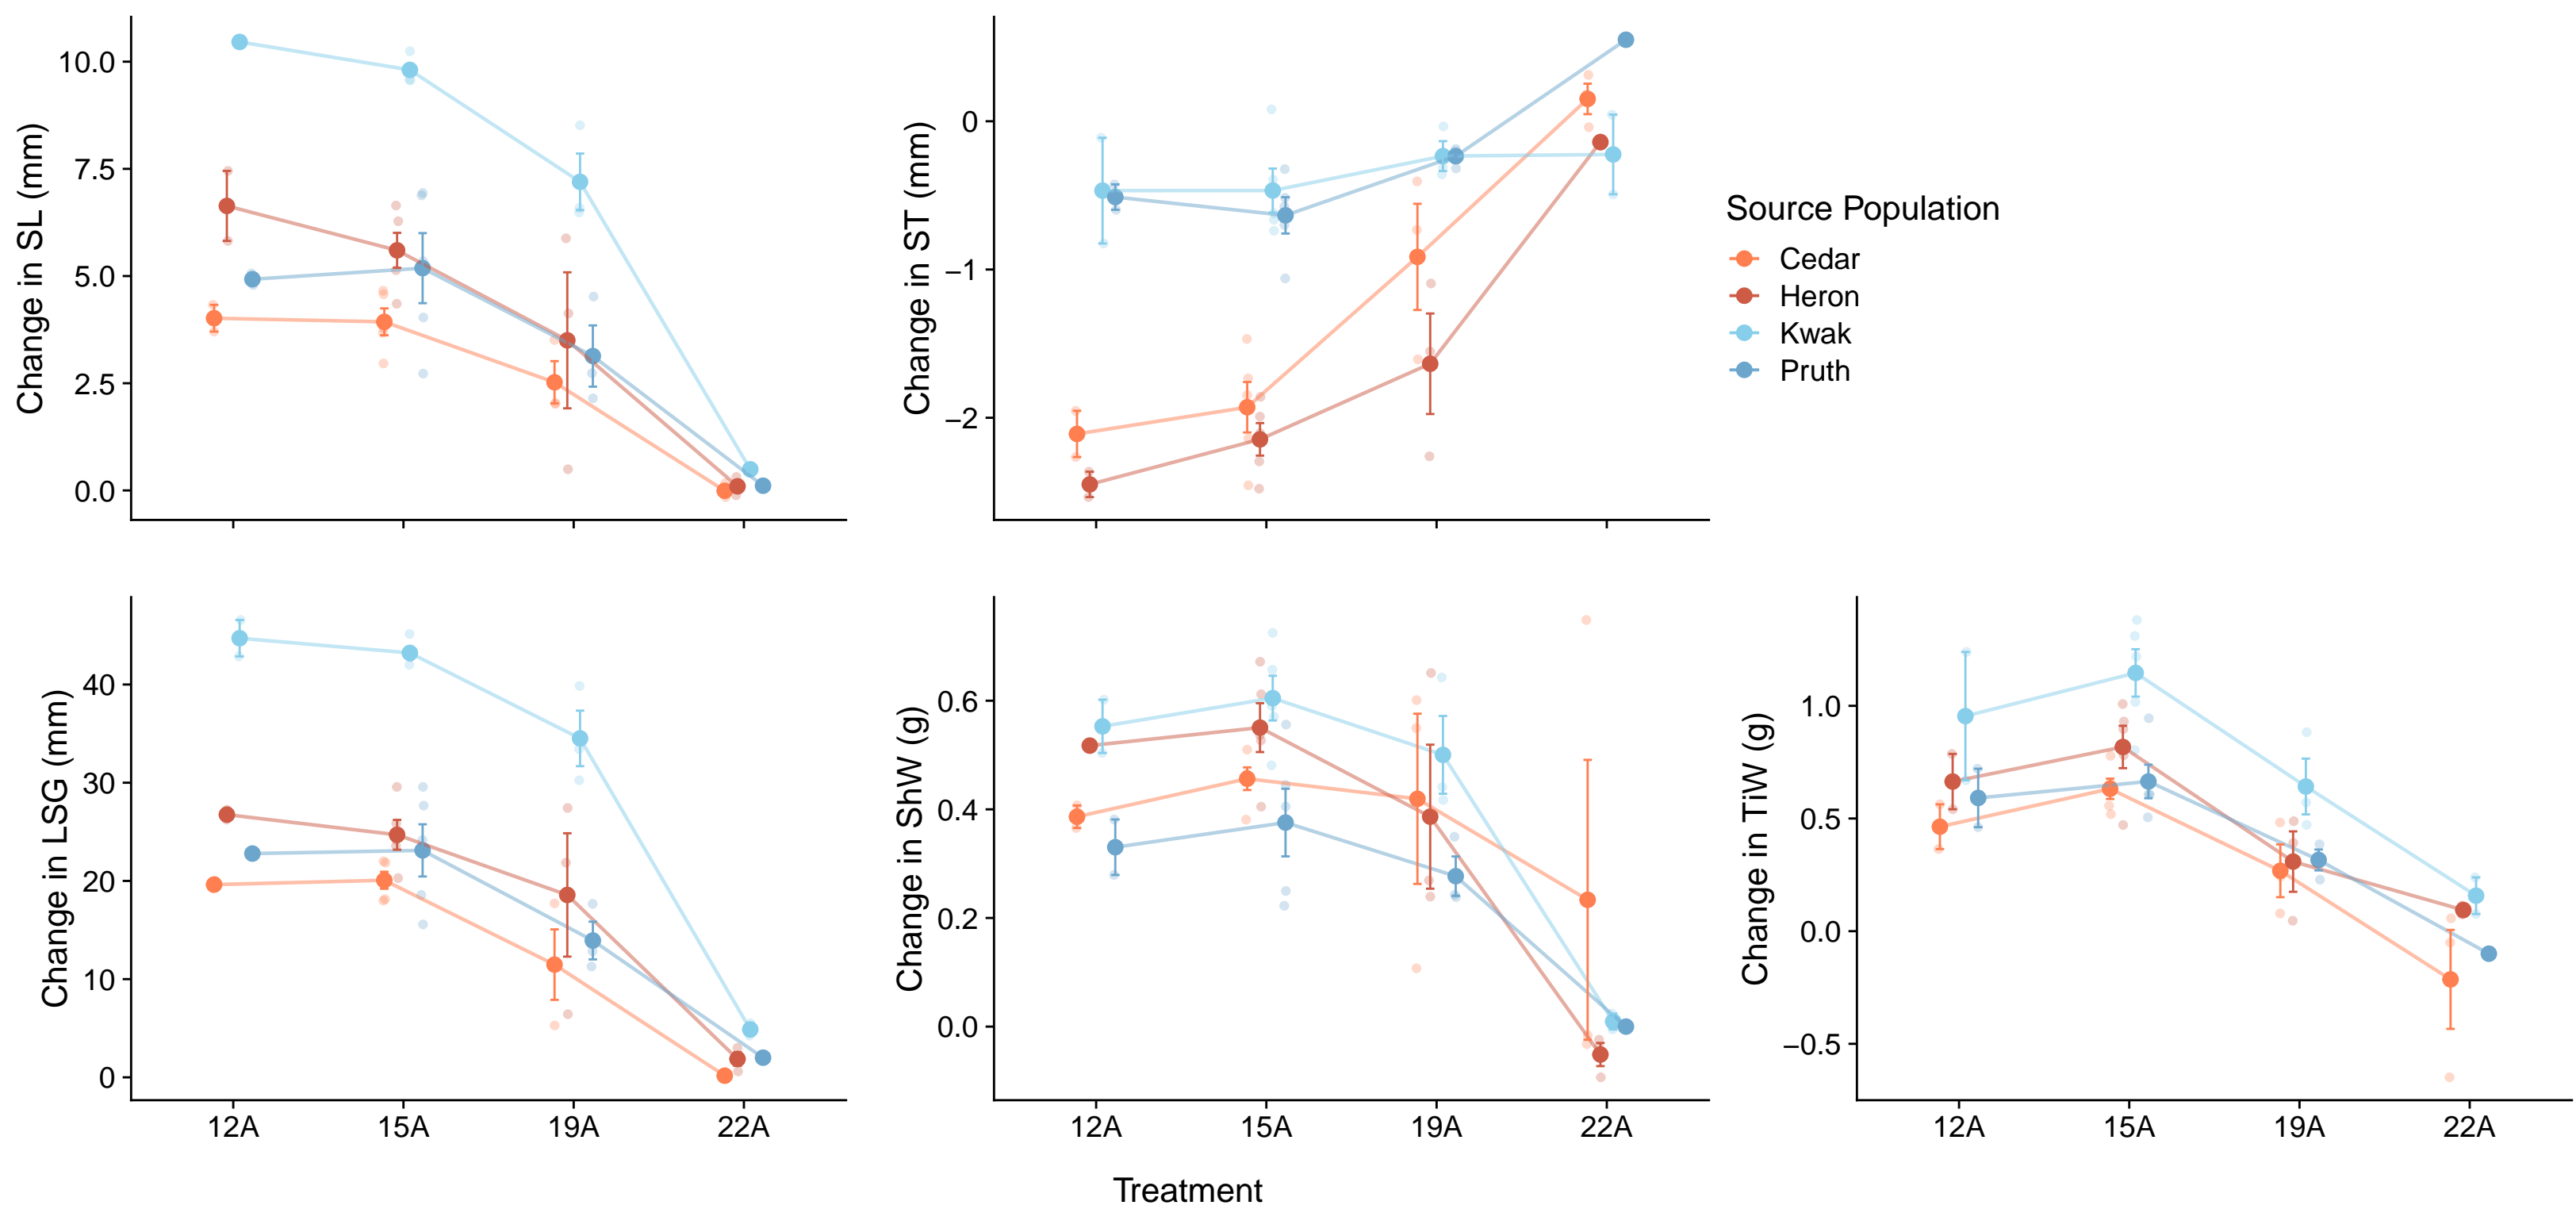 Change in SL (mm)
10.0
7.5
5.0
2.5
0.0
Change in ST (mm)
0
−1
−2
Source Population
Cedar
Heron
Kwak
Pruth
Change in LSG (mm)
40
30
20
10
0
12A 15A 19A 22A
Change in ShW (g)
0.6
0.4
0.2
0.0
12A 15A 19A 22A
Change in TiW (g)
1.0
0.5
0.0
−0.5
12A 15A 19A 22A
Treatment